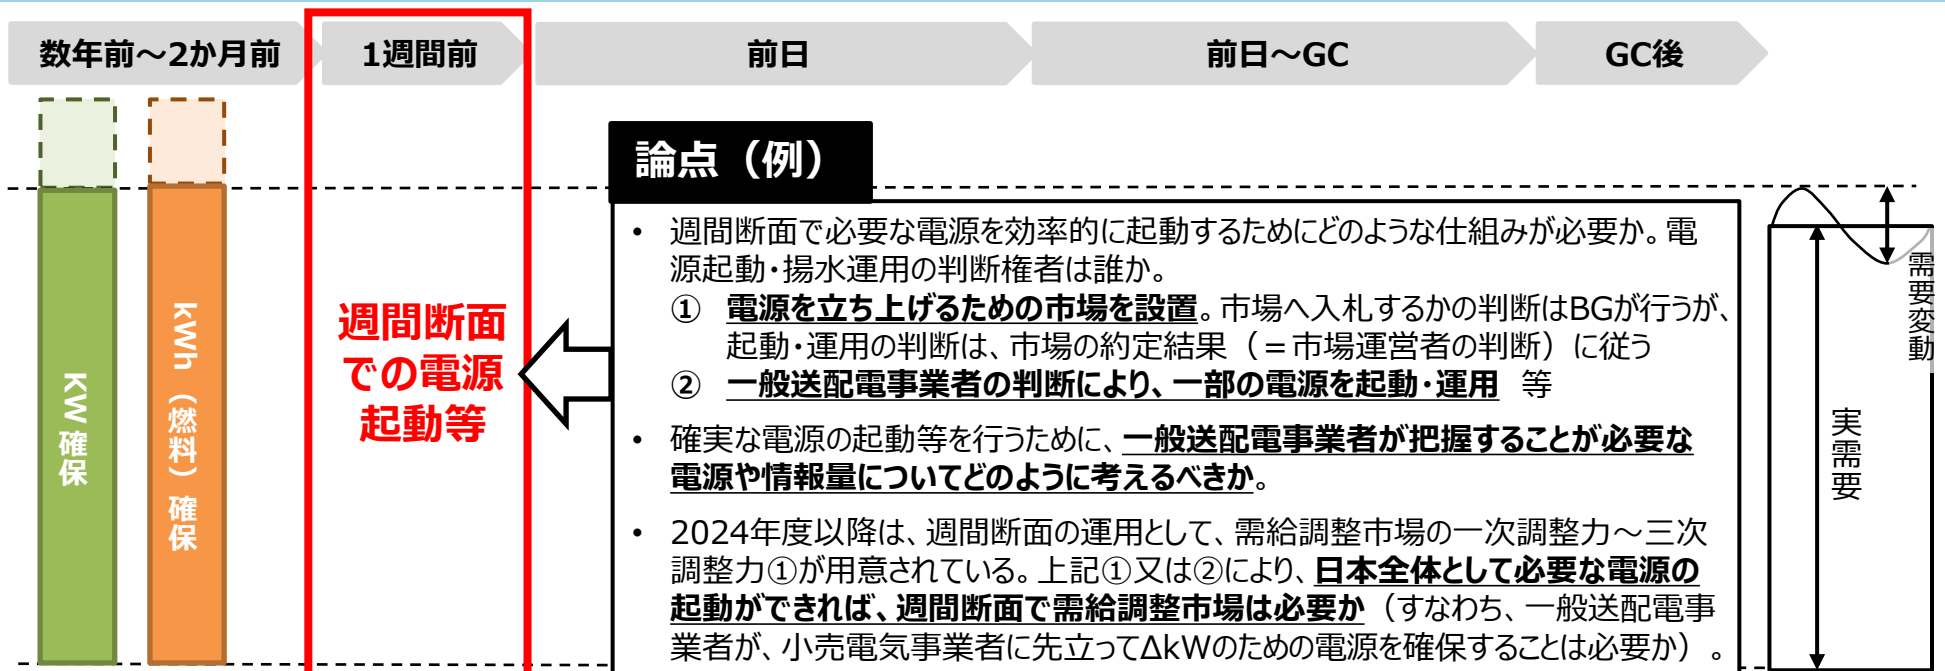 数年前～2か月前
1週間前
前日
前日～GC
GC後
KW確保
kWh（燃料）確保
週間断面
での電源
起動等
論点（例）
• 週間断面で必要な電源を効率的に起動するためにどのような仕組みが必要か。電
源起動・揚水運用の判断権者は誰か。
① 電源を立ち上げるための市場を設置。市場へ入札するかの判断はBGが行うが、
起動・運用の判断は、市場の約定結果（＝市場運営者の判断）に従う
② 一般送配電事業者の判断により、一部の電源を起動・運用 等
• 確実な電源の起動等を行うために、一般送配電事業者が把握することが必要な
電源や情報量についてどのように考えるべきか。
• 2024年度以降は、週間断面の運用として、需給調整市場の一次調整力～三次
調整力①が用意されている。上記①又は②により、日本全体として必要な電源の
起動ができれば、週間断面で需給調整市場は必要か（すなわち、一般送配電事
業者が、小売電気事業者に先立ってΔkWのための電源を確保することは必要か）。
需要変動
実需要